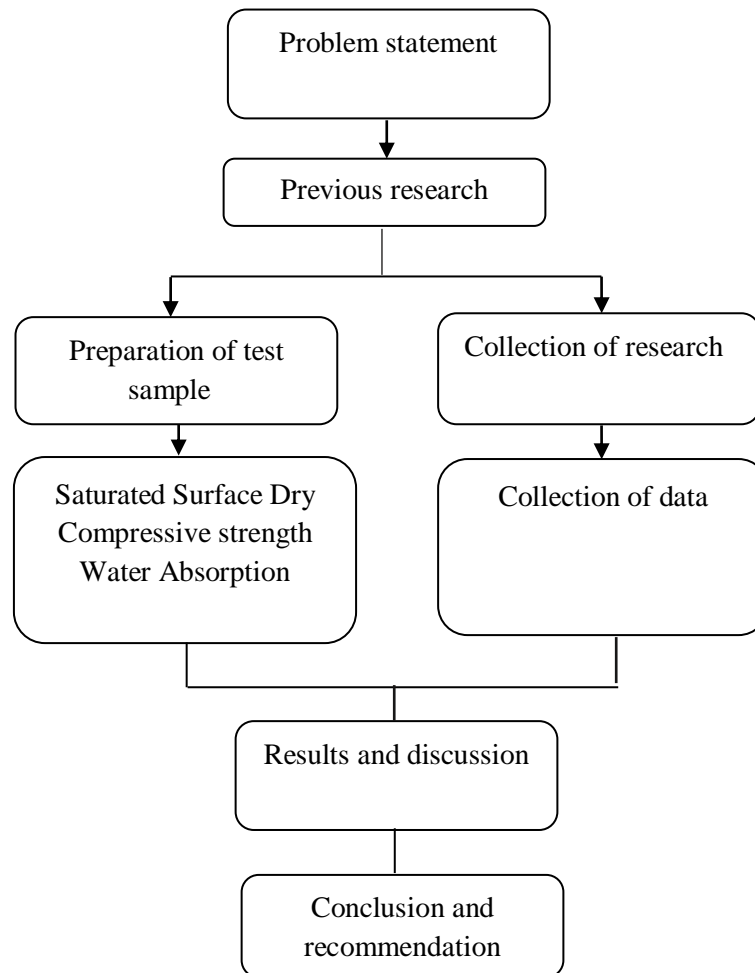 Problem statement
Previous research
Preparation of test
sample
Collection of research
Saturated Surface Dry
Compressive strength
Water Absorption
Collection of data
Results and discussion
Conclusion and
recommendation